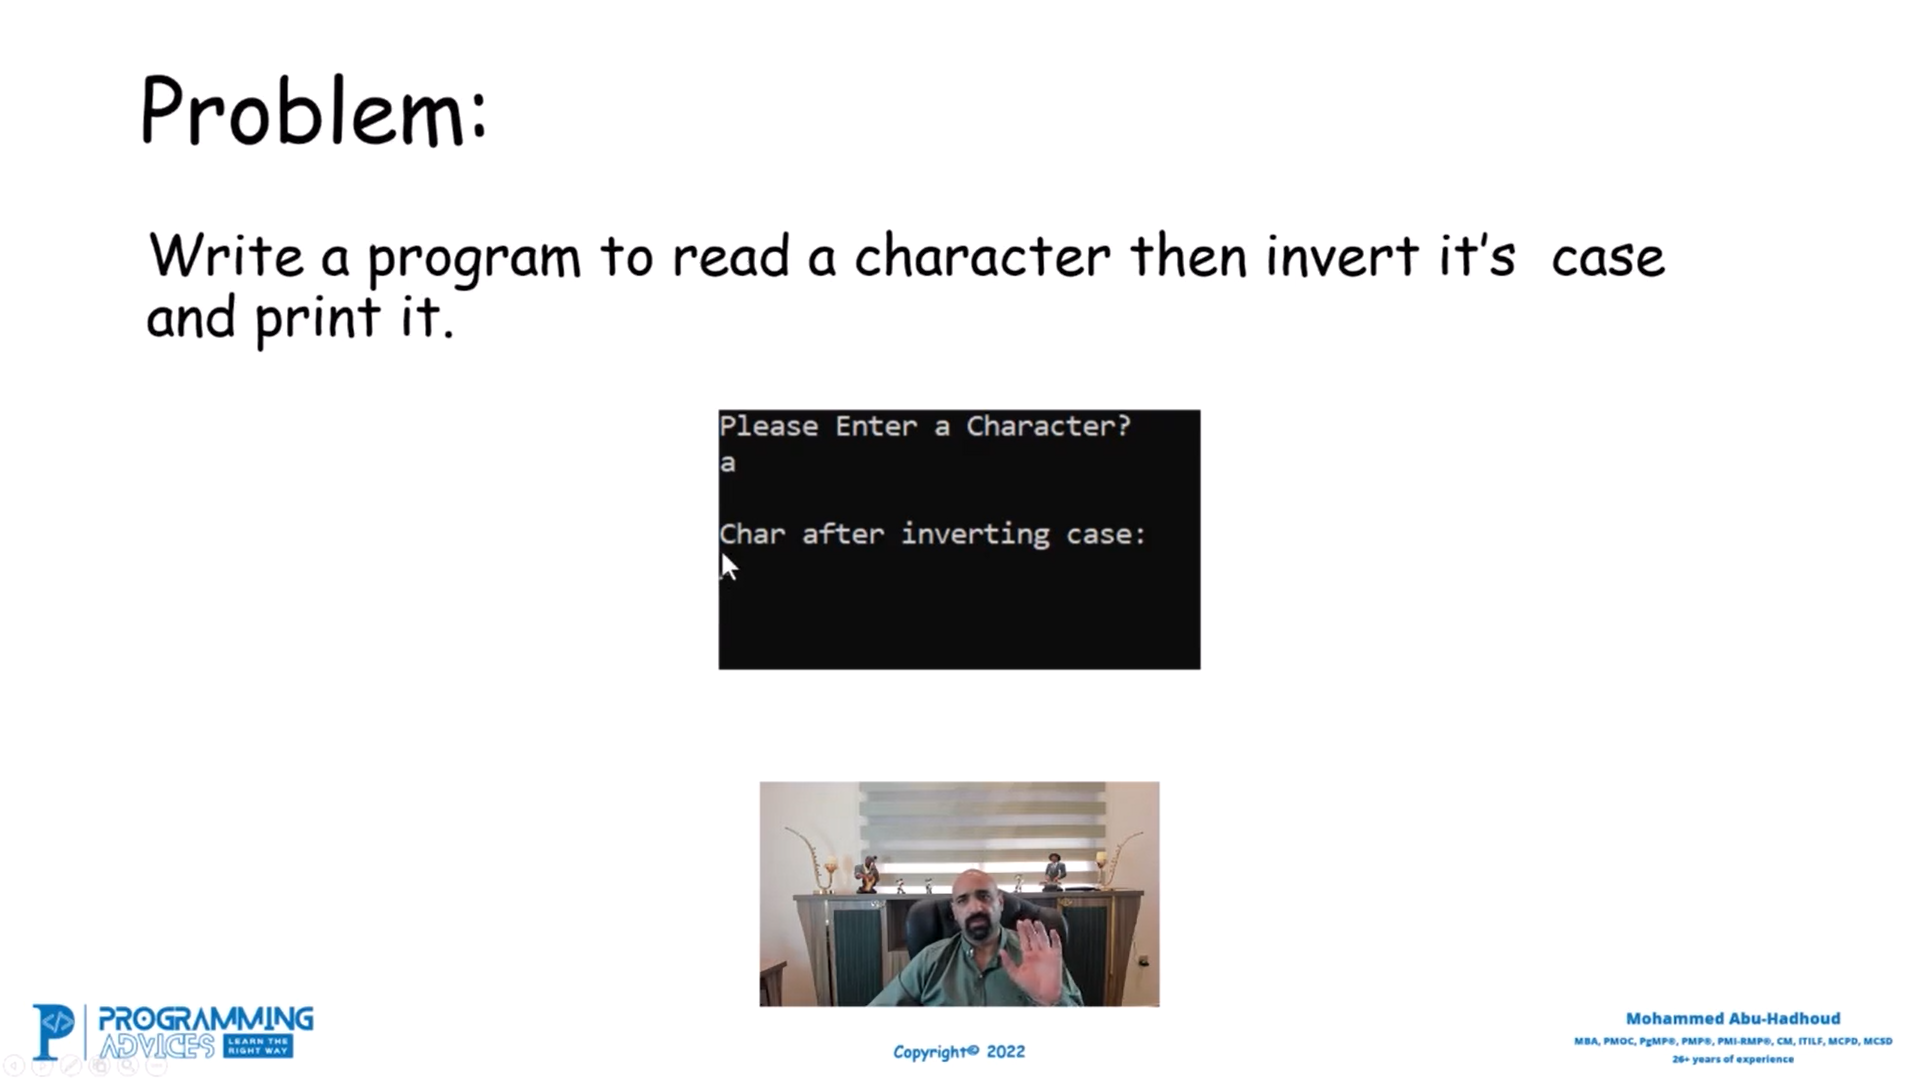 Problem:
Write a program to read a character then invert it's case
and print it.
Please Enter a Character?
a
Char after inverting case:
PROGRAMMING
ADVICES
LEARN THE
RIGHT WAY
Copyright© 2022
Mohammed Abu-Hadhoud
MBA, PMOC, PgMP®, PMP®, PMI-RMP®, CM, ITILF, MCPD, MCSD
26+ years of experience